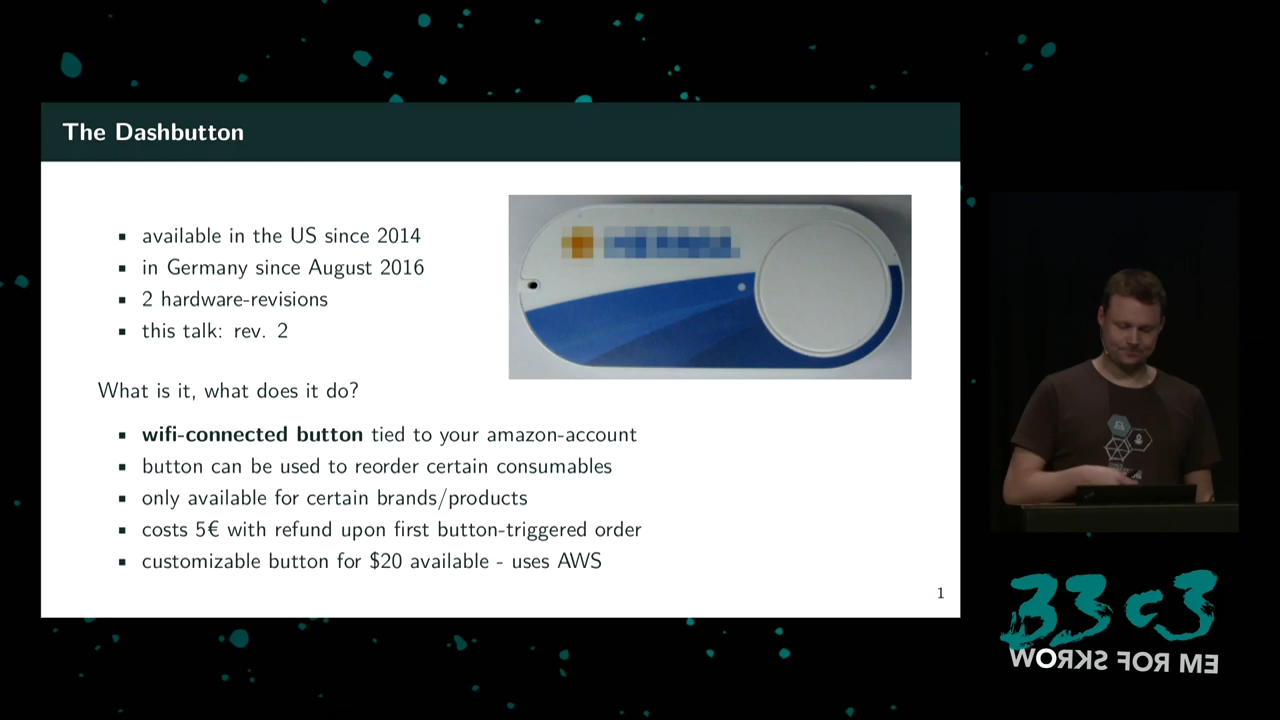 The Dashbutton
available in the US since 2014
in Germany since August 2016
2 hardware-revisions
this talk: rev. 2
What is it, what does it do?
wifi-connected button tied to your amazon-account
button can be used to reorder certain consumables
only available for certain brands/products
costs 5€ with refund upon first button-triggered order
customizable button for $20 available - uses AWS
1
33c3
WORKS FOR ME